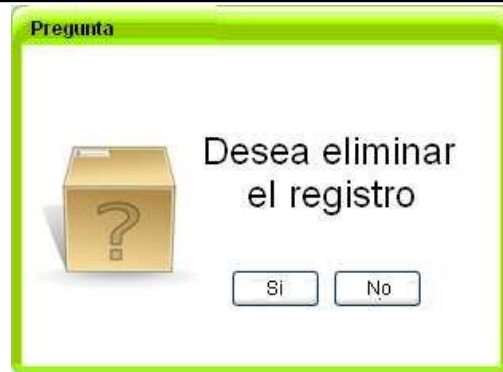 Pregunta
Desea eliminar
el registro
?
Si
No